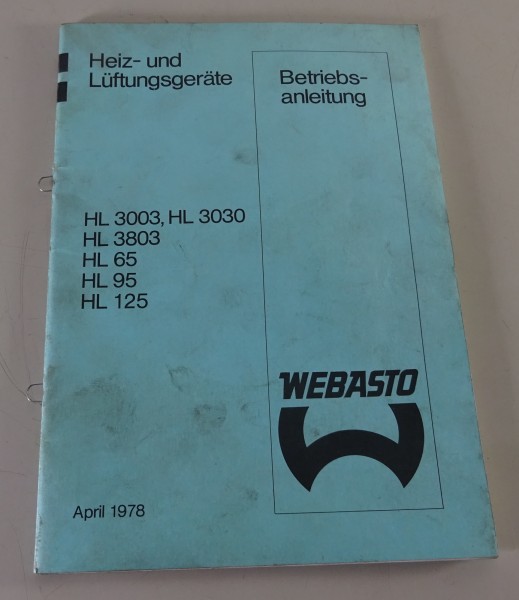 Heiz- und
Lüftungsgeräte
Betriebs-
anleitung
HL 3003, HL 3030
HL 3803
HL 65
HL 95
HL 125
WEBASTO
April 1978